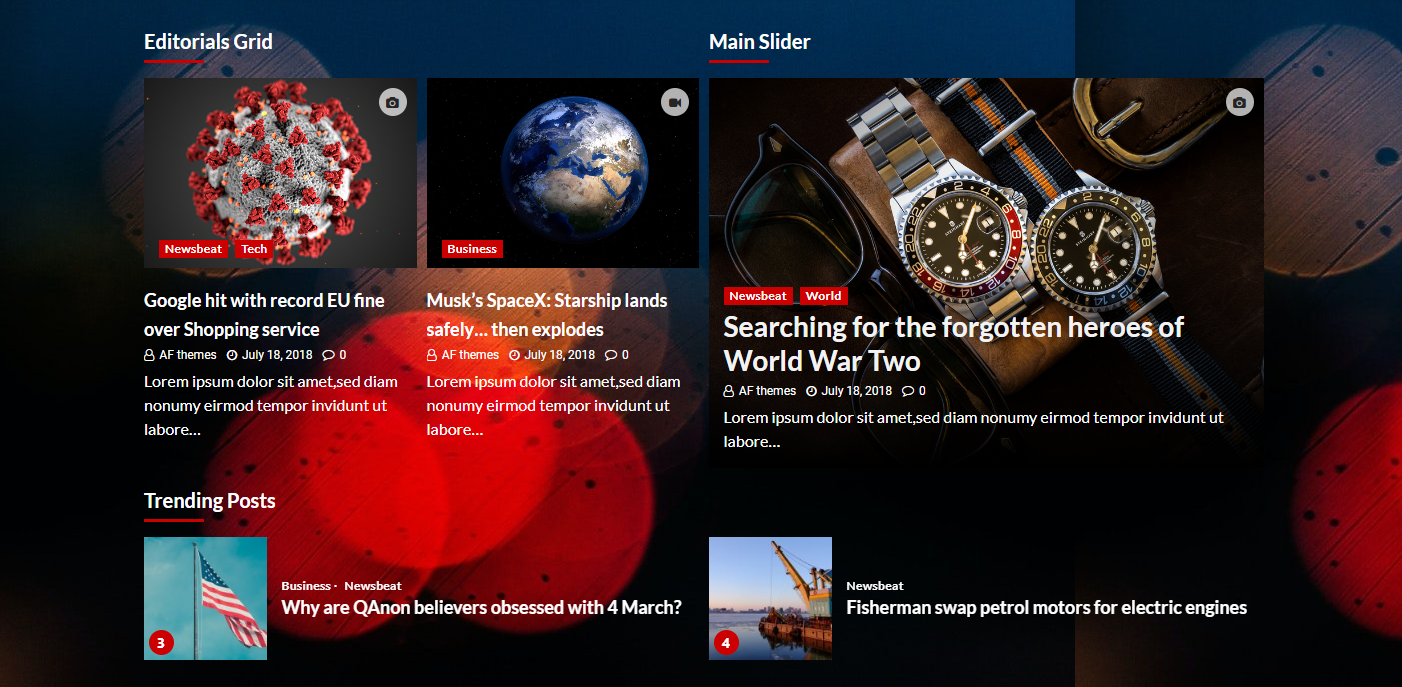 Editorials Grid
Newsbeat Tech
Google hit with record EU fine
over Shopping service
AF themes July 18, 2018 0
Lorem ipsum dolor sit amet,sed diam
nonumy eirmod tempor invidunt ut
labore...
Business
Musk’s SpaceX: Starship lands
safely… then explodes
AF themes July 18, 2018 0
Lorem ipsum dolor sit amet,sed diam
nonumy eirmod tempor invidunt ut
labore...
Main Slider
Newsbeat World
Searching for the forgotten heroes of
World War Two
AF themes July 18, 2018 0
Lorem ipsum dolor sit amet,sed diam nonumy eirmod tempor invidunt ut
labore...
Trending Posts
3
Business · Newsbeat
Why are QAnon believers obsessed with 4 March?
4
Newsbeat
Fisherman swap petrol motors for electric engines